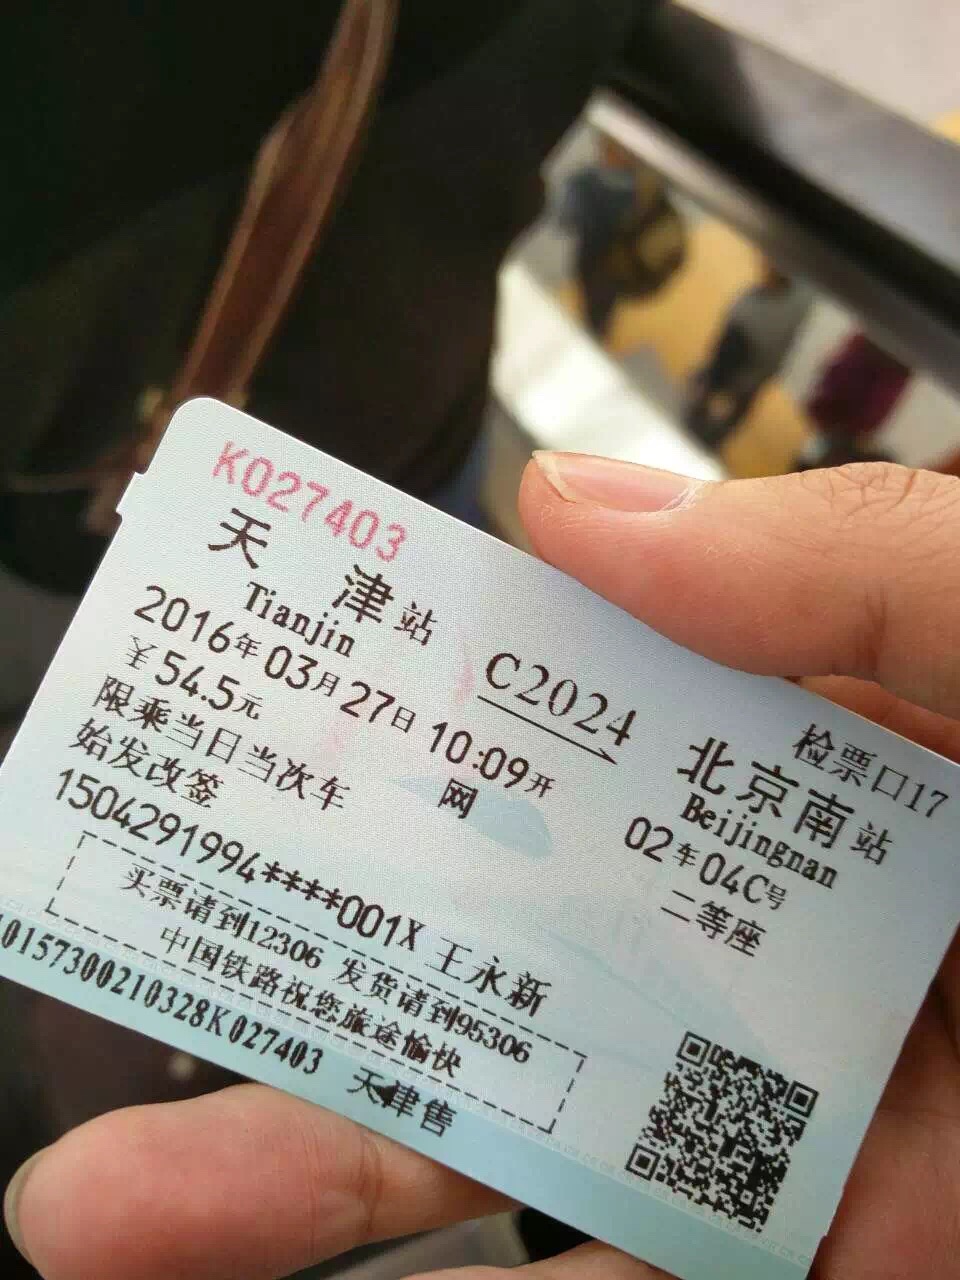 K027403
检票口17
天津站
C2024
北京南站
Tianjin
Beijingnan
2016年03月27日 10:09开
02车04C号
¥54.5元
网
二等座
限乘当日当次车
始发改签
1504291994****001X 王永新
买票请到12306 发货请到95306
中国铁路祝您旅途愉快
0157300210328K027403 天津售